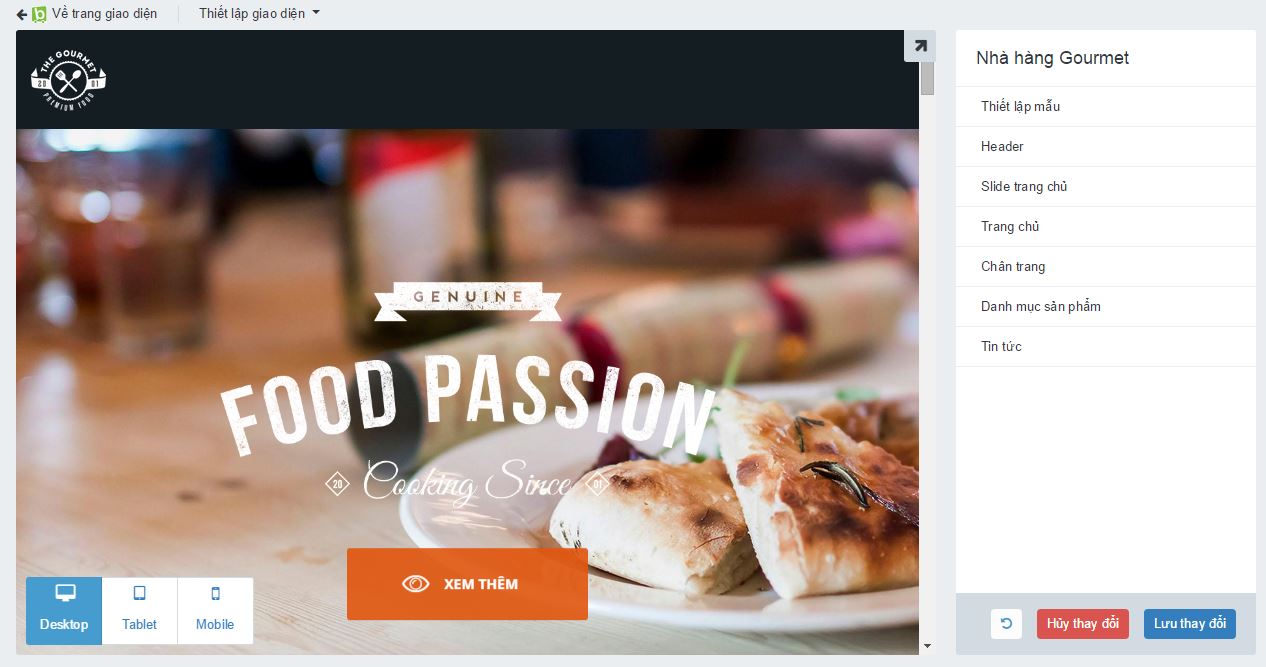 Về trang giao diện
Thiết lập giao diện
THE GOURMET
20 01
PREMIUM FOOD
GENUINE
FOOD PASSION
20 Cooking Since 01
XEM THÊM
Desktop
Tablet
Mobile
Nhà hàng Gourmet
Thiết lập mẫu
Header
Slide trang chủ
Trang chủ
Chân trang
Danh mục sản phẩm
Tin tức
Hủy thay đổi
Lưu thay đổi